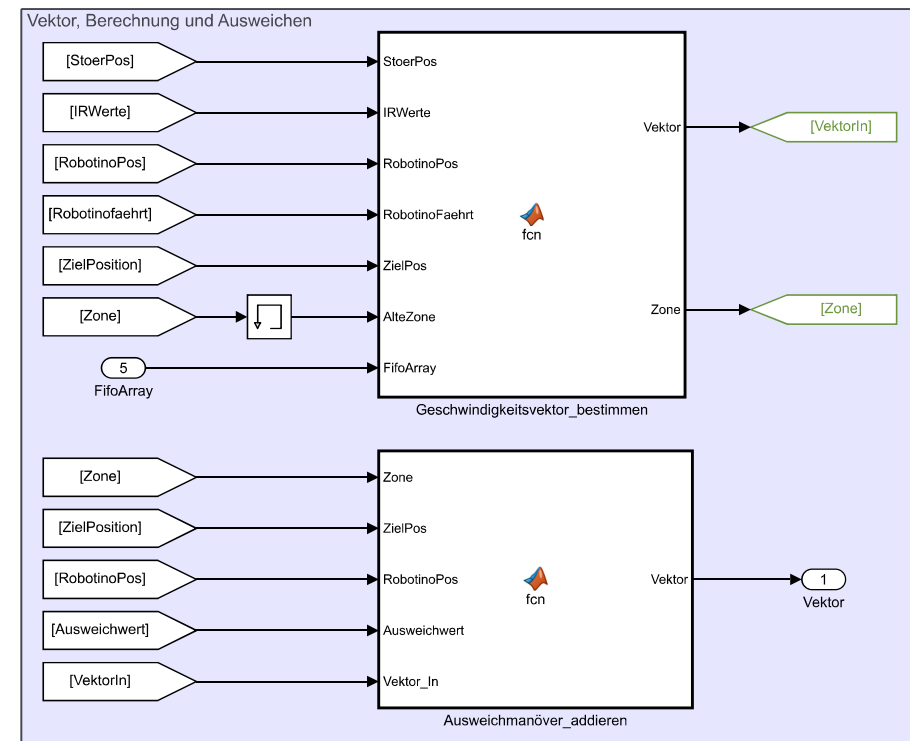 Vektor, Berechnung und Ausweichen
[StoerPos]
StoerPos
[IRWerte]
IRWerte
Vektor
[VektorIn]
[RobotinoPos]
RobotinoPos
[Robotinofaehrt]
RobotinoFaehrt
fcn
[ZielPosition]
ZielPos
[Zone]
AlteZone
Zone
[Zone]
5
FifoArray
FifoArray
Geschwindigkeitsvektor_bestimmen
[Zone]
Zone
[ZielPosition]
ZielPos
[RobotinoPos]
RobotinoPos
fcn
Vektor
1
Vektor
[Ausweichwert]
Ausweichwert
[VektorIn]
Vektor_In
Ausweichmanöver_addieren